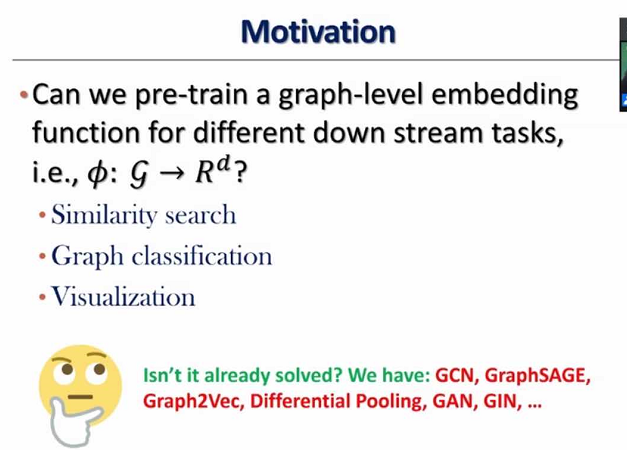 Motivation
•Can we pre-train a graph-level embedding
function for different down stream tasks,
i.e., ϕ: 𝒢 → Rᵈ?
• Similarity search
• Graph classification
• Visualization
Isn't it already solved? We have: GCN, GraphSAGE,
Graph2Vec, Differential Pooling, GAN, GIN, ...